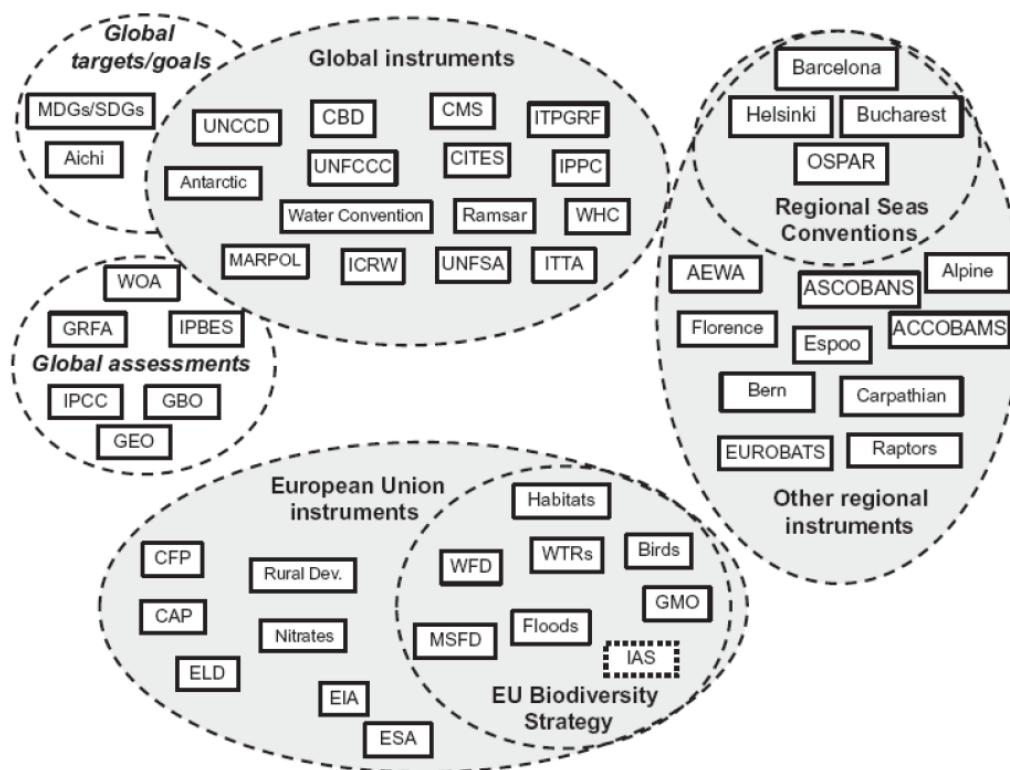 Global
targets/goals
MDGs/SDGs
Aichi
Global instruments
UNCCD
CBD
CMS
ITPGRF
Antarctic
UNFCCC
CITES
IPPC
Water Convention
Ramsar
WHC
MARPOL
ICRW
UNFSA
ITTA
WOA
GRFA
IPBES
Global assessments
IPCC
GBO
GEO
Barcelona
Helsinki
Bucharest
OSPAR
Regional Seas
Conventions
AEWA
ASCOBANS
Alpine
Florence
Espoo
ACCOBAMS
Bern
Carpathian
EUROBATS
Raptors
Other regional
instruments
European Union
instruments
CFP
Rural Dev.
CAP
Nitrates
ELD
EIA
ESA
Habitats
WFD
WTRs
Birds
GMO
MSFD
Floods
IAS
EU Biodiversity
Strategy